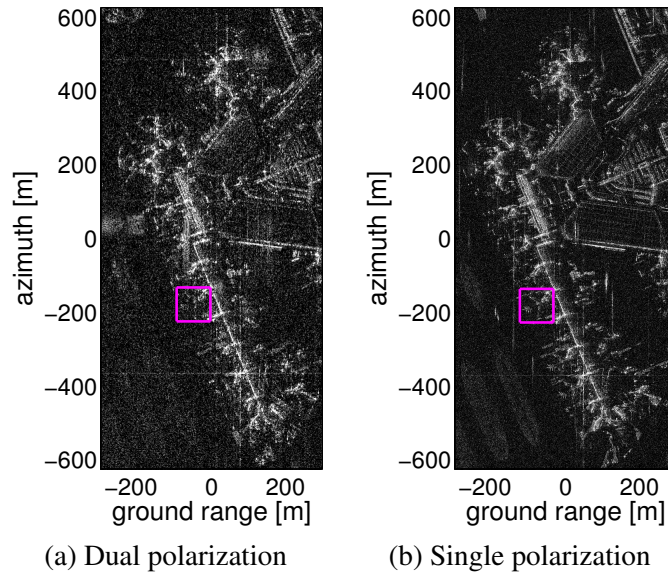 600
400
200
0
−200
−400
−600
azimuth [m]
−200 0 200
ground range [m]
(a) Dual polarization
600
400
200
0
−200
−400
−600
azimuth [m]
−200 0 200
ground range [m]
(b) Single polarization